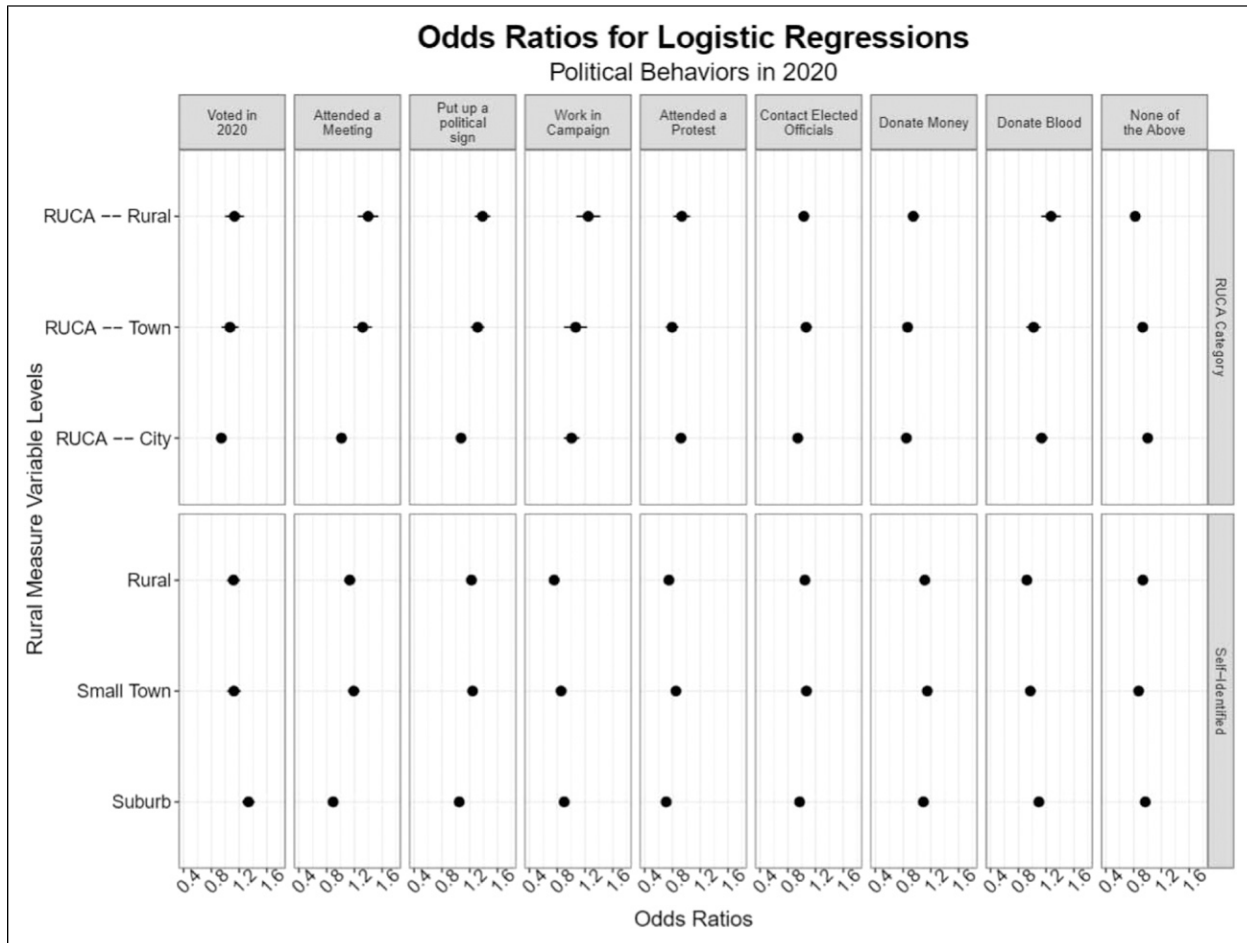 Odds Ratios for Logistic Regressions
Political Behaviors in 2020
Voted in
2020
Attended a
Meeting
Put up a
political
sign
Work in
Campaign
Attended a
Protest
Contact Elected
Officials
Donate Money
Donate Blood
None of
the Above
Rural Measure Variable Levels
RUCA -- Rural
RUCA -- Town
RUCA -- City
RUCA Category
Rural
Small Town
Suburb
Self-Identified
0.4 0.8 1.2 1.6 0.4 0.8 1.2 1.6 0.4 0.8 1.2 1.6 0.4 0.8 1.2 1.6 0.4 0.8 1.2 1.6 0.4 0.8 1.2 1.6 0.4 0.8 1.2 1.6 0.4 0.8 1.2 1.6 0.4 0.8 1.2 1.6
Odds Ratios